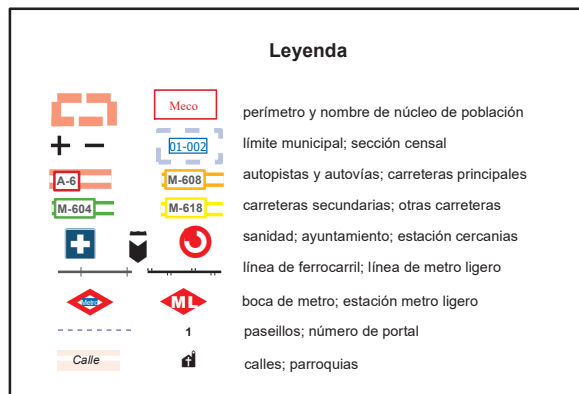 Leyenda
Meco perímetro y nombre de núcleo de población
01-002 límite municipal; sección censal
A-6 M-608 autopistas y autovías; carreteras principales
M-604 M-618 carreteras secundarias; otras carreteras
sanidad; ayuntamiento; estación cercanias
línea de ferrocarril; línea de metro ligero
Metro ML boca de metro; estación metro ligero
1 paseillos; número de portal
Calle calles; parroquias